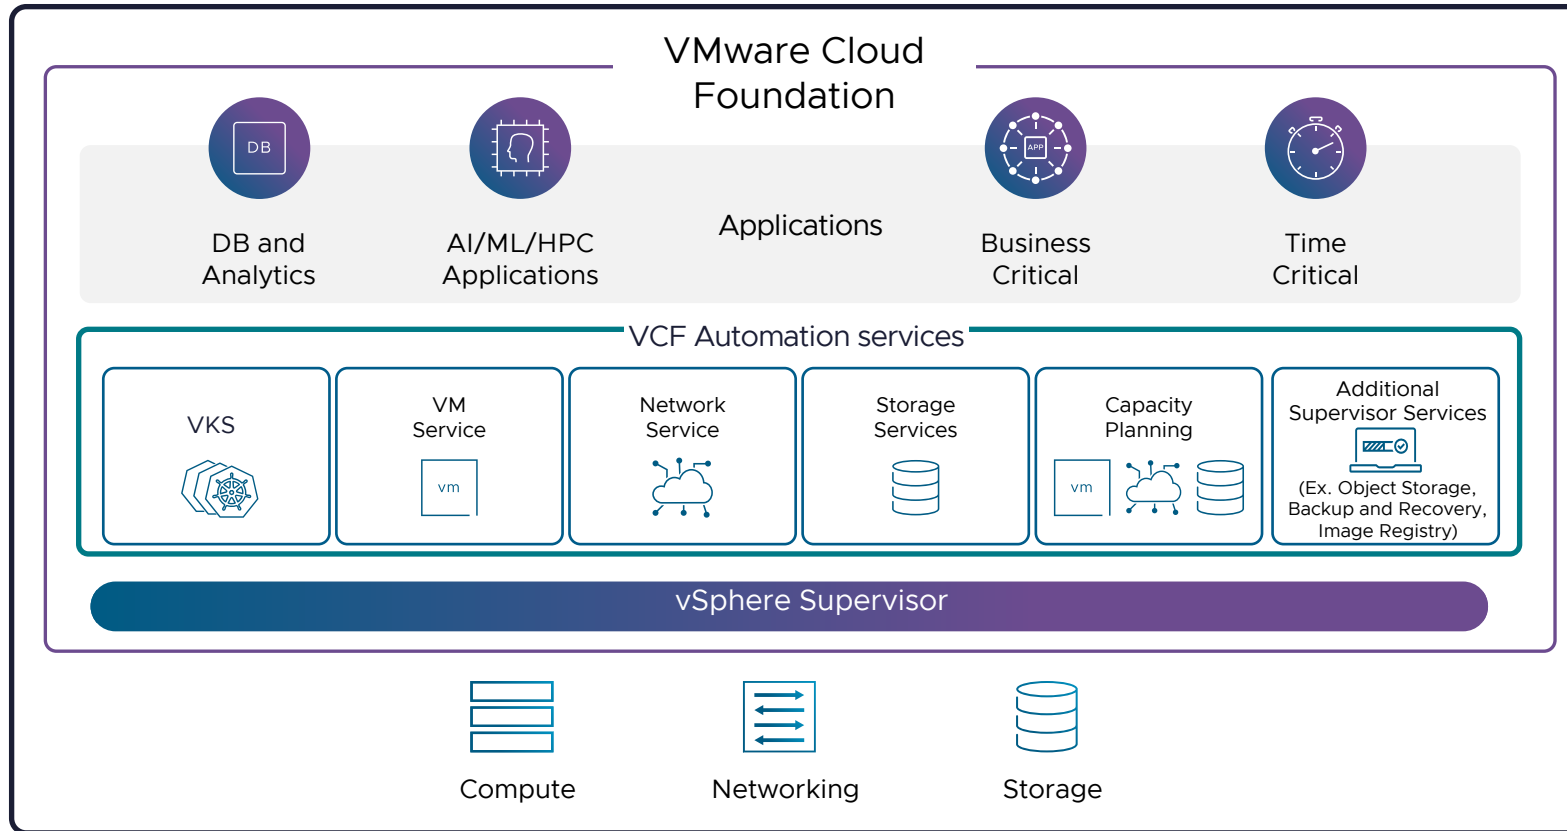 VMware Cloud
Foundation
DB
APP
DB and
Analytics
AI/ML/HPC
Applications
Applications
Business
Critical
Time
Critical
VCF Automation services
VKS
VM
Service
vm
Network
Service
Storage
Services
Capacity
Planning
vm
Additional
Supervisor Services
(Ex. Object Storage,
Backup and Recovery,
Image Registry)
vSphere Supervisor
Compute
Networking
Storage